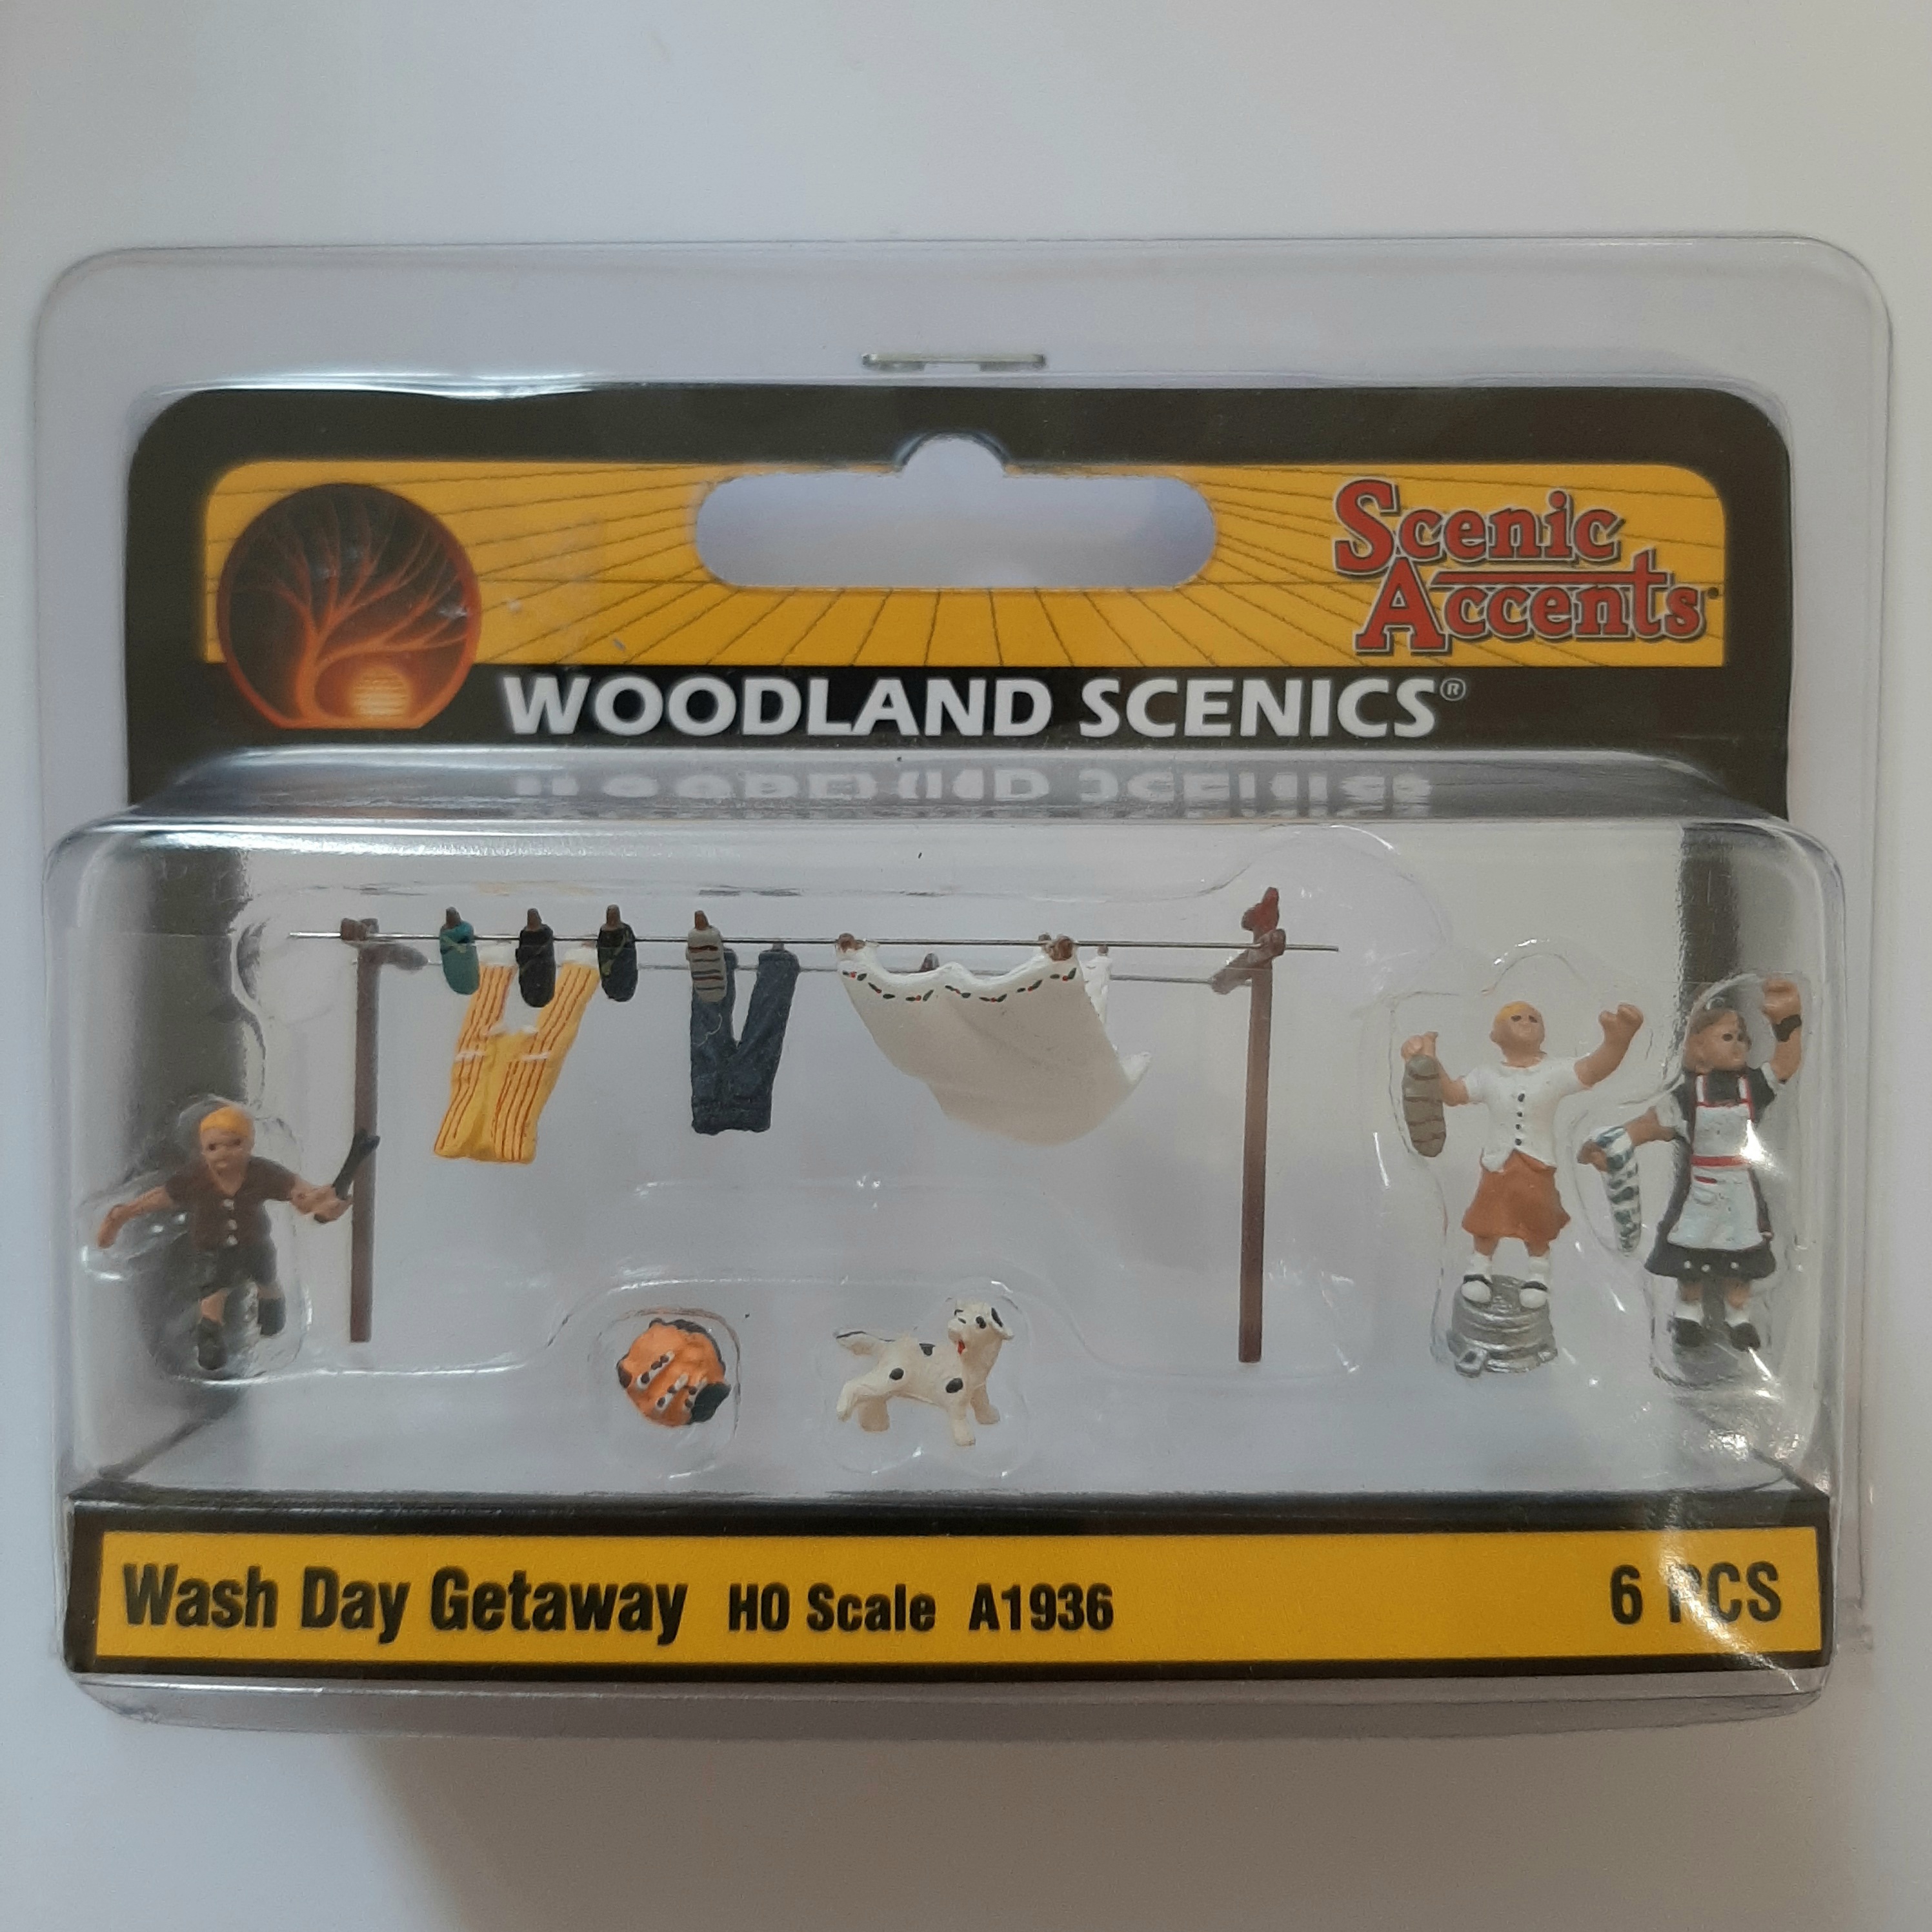 Scenic
Accents
WOODLAND SCENICS®
Wash Day Getaway HO Scale A1936
6 PCS